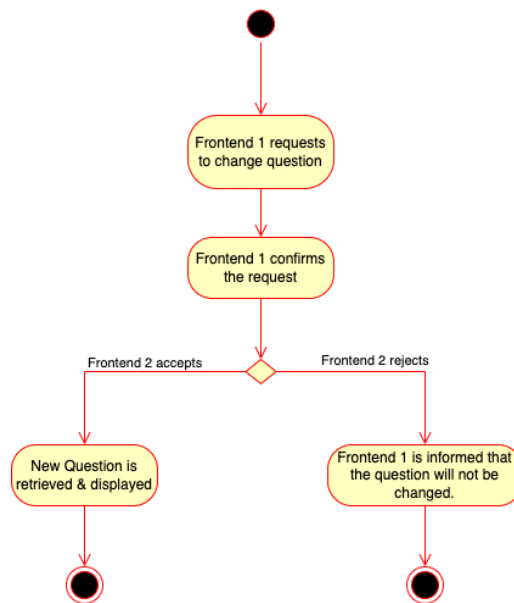 Frontend 1 requests
to change question
Frontend 1 confirms
the request
Frontend 2 accepts
Frontend 2 rejects
New Question is
retrieved & displayed
Frontend 1 is informed that
the question will not be
changed.